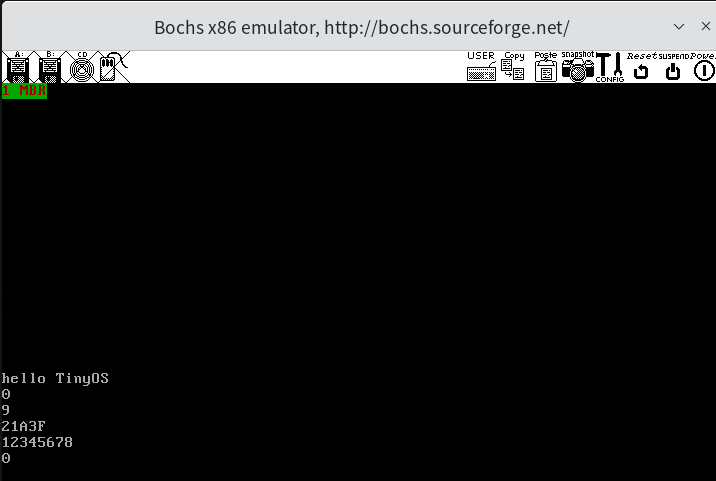 Bochs x86 emulator, http://bochs.sourceforge.net/
A: B: CD USER Copy Paste snapshot CONFIG Reset SUSPEND Power
1 MBR
hello TinyOS
0
9
21A3F
12345678
0